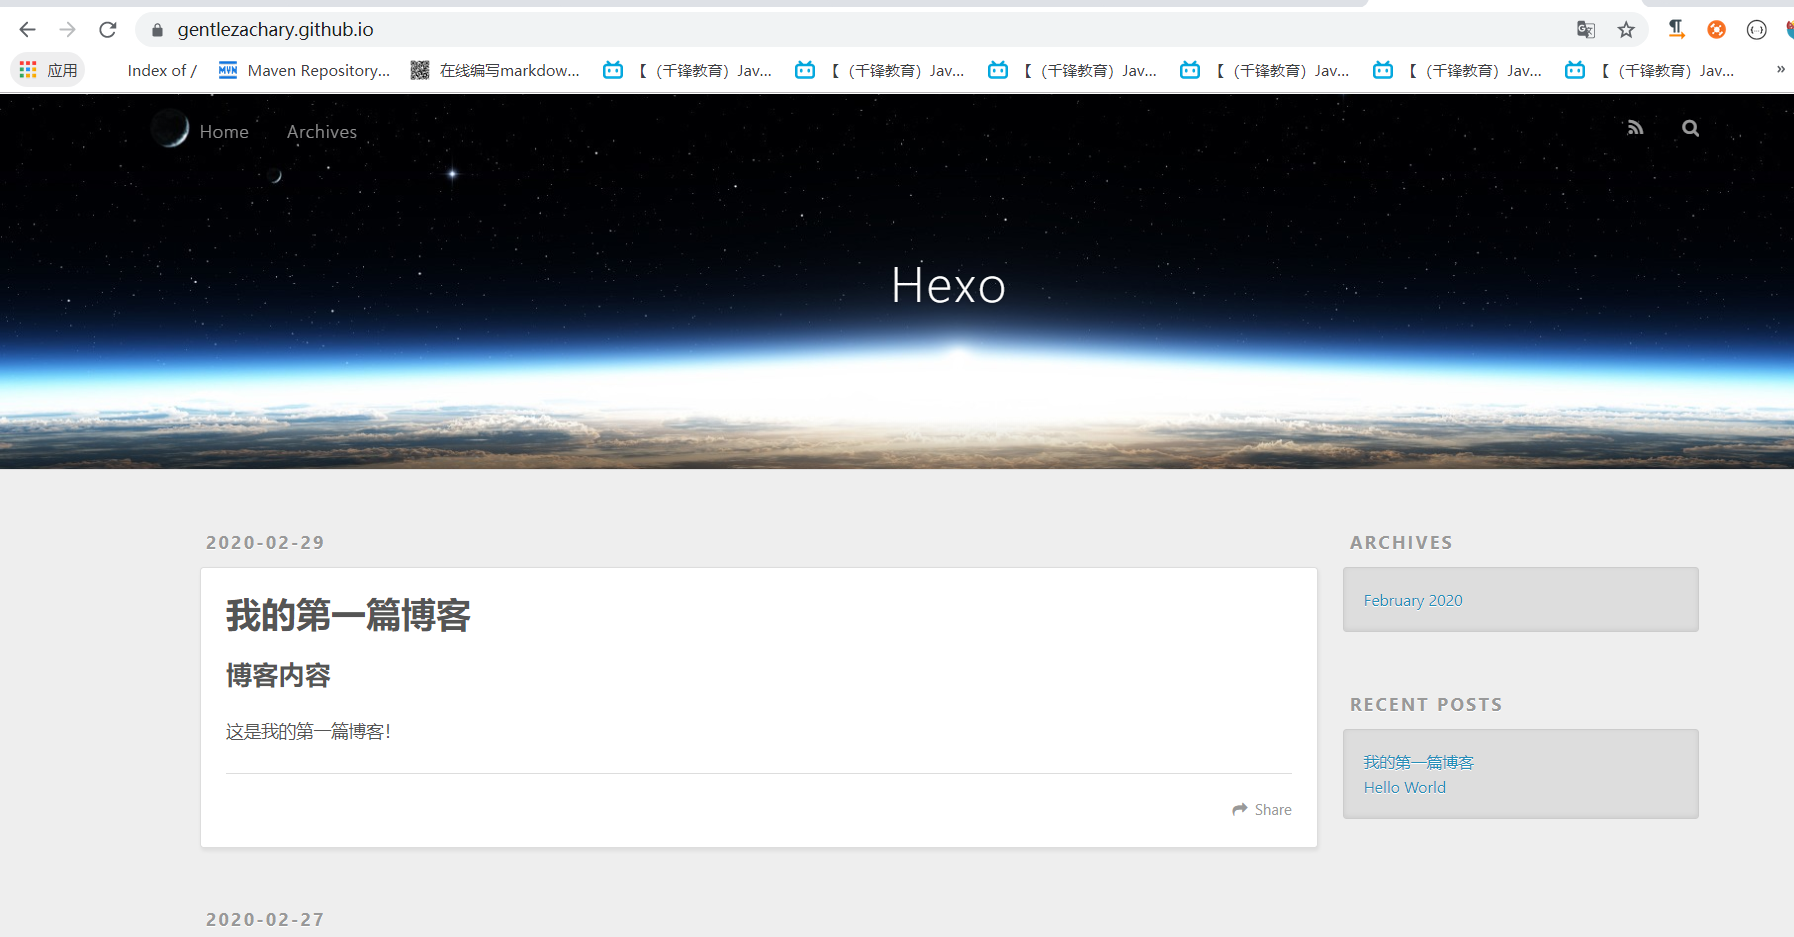 gentlezachary.github.io
应用 Index of / Maven Repository... 在线编写markdow... 【（千锋教育）Jav... 【（千锋教育）Jav... 【（千锋教育）Jav... 【（千锋教育）Jav... 【（千锋教育）Jav... 【（千锋教育）Jav... »
Home Archives
Hexo
2020-02-29
我的第一篇博客
博客内容
这是我的第一篇博客！
Share
2020-02-27
ARCHIVES
February 2020
RECENT POSTS
我的第一篇博客
Hello World